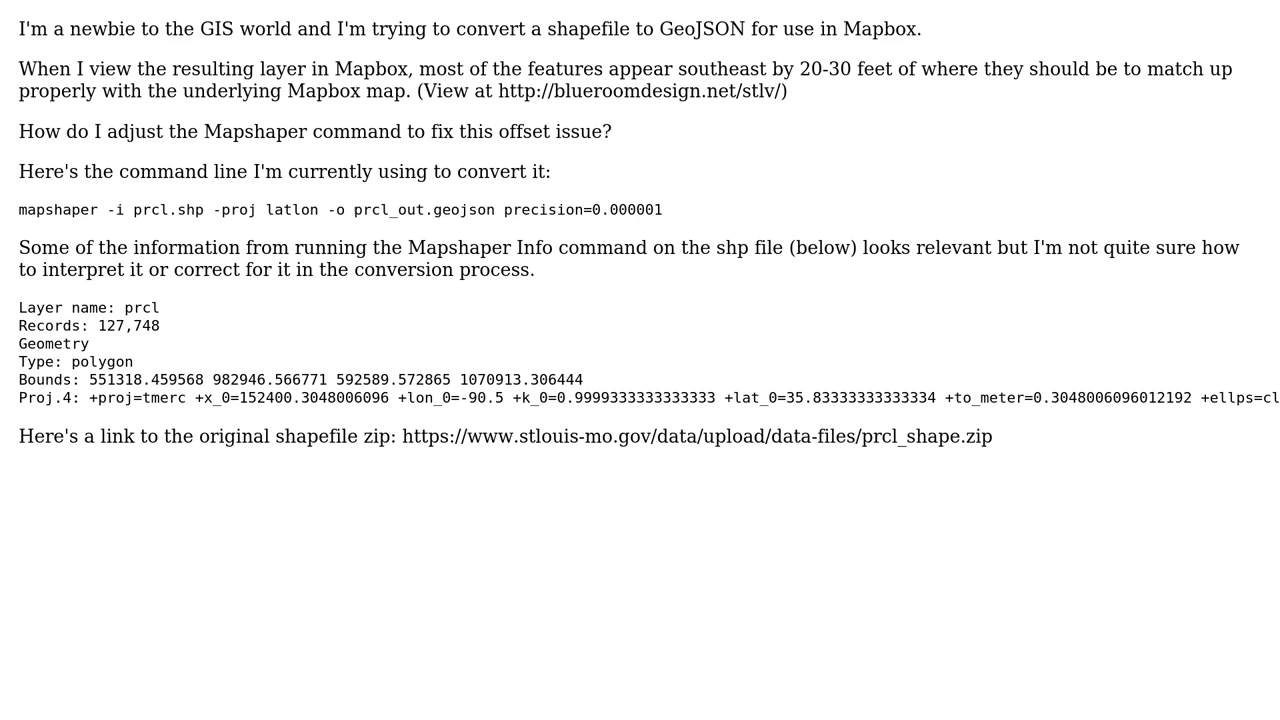 I'm a newbie to the GIS world and I'm trying to convert a shapefile to GeoJSON for use in Mapbox.
When I view the resulting layer in Mapbox, most of the features appear southeast by 20-30 feet of where they should be to match up
properly with the underlying Mapbox map. (View at http://blueroomdesign.net/stlv/)
How do I adjust the Mapshaper command to fix this offset issue?
Here's the command line I'm currently using to convert it:
mapshaper -i prcl.shp -proj latlon -o prcl_out.geojson precision=0.000001
Some of the information from running the Mapshaper Info command on the shp file (below) looks relevant but I'm not quite sure how
to interpret it or correct for it in the conversion process.
Layer name: prcl
Records: 127,748
Geometry
Type: polygon
Bounds: 551318.459568 982946.566771 592589.572865 1070913.306444
Proj.4: +proj=tmerc +x_0=152400.3048006096 +lon_0=-90.5 +k_0=0.9999333333333333 +lat_0=35.83333333333334 +to_meter=0.3048006096012192 +ellps=cl
Here's a link to the original shapefile zip: https://www.stlouis-mo.gov/data/upload/data-files/prcl_shape.zip